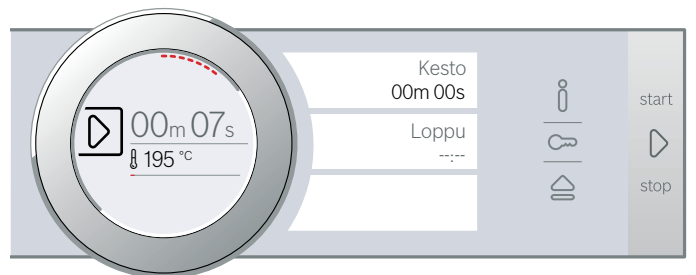 00m 07s
195 °C
Kesto
00m 00s
Loppu
--:--
start
stop